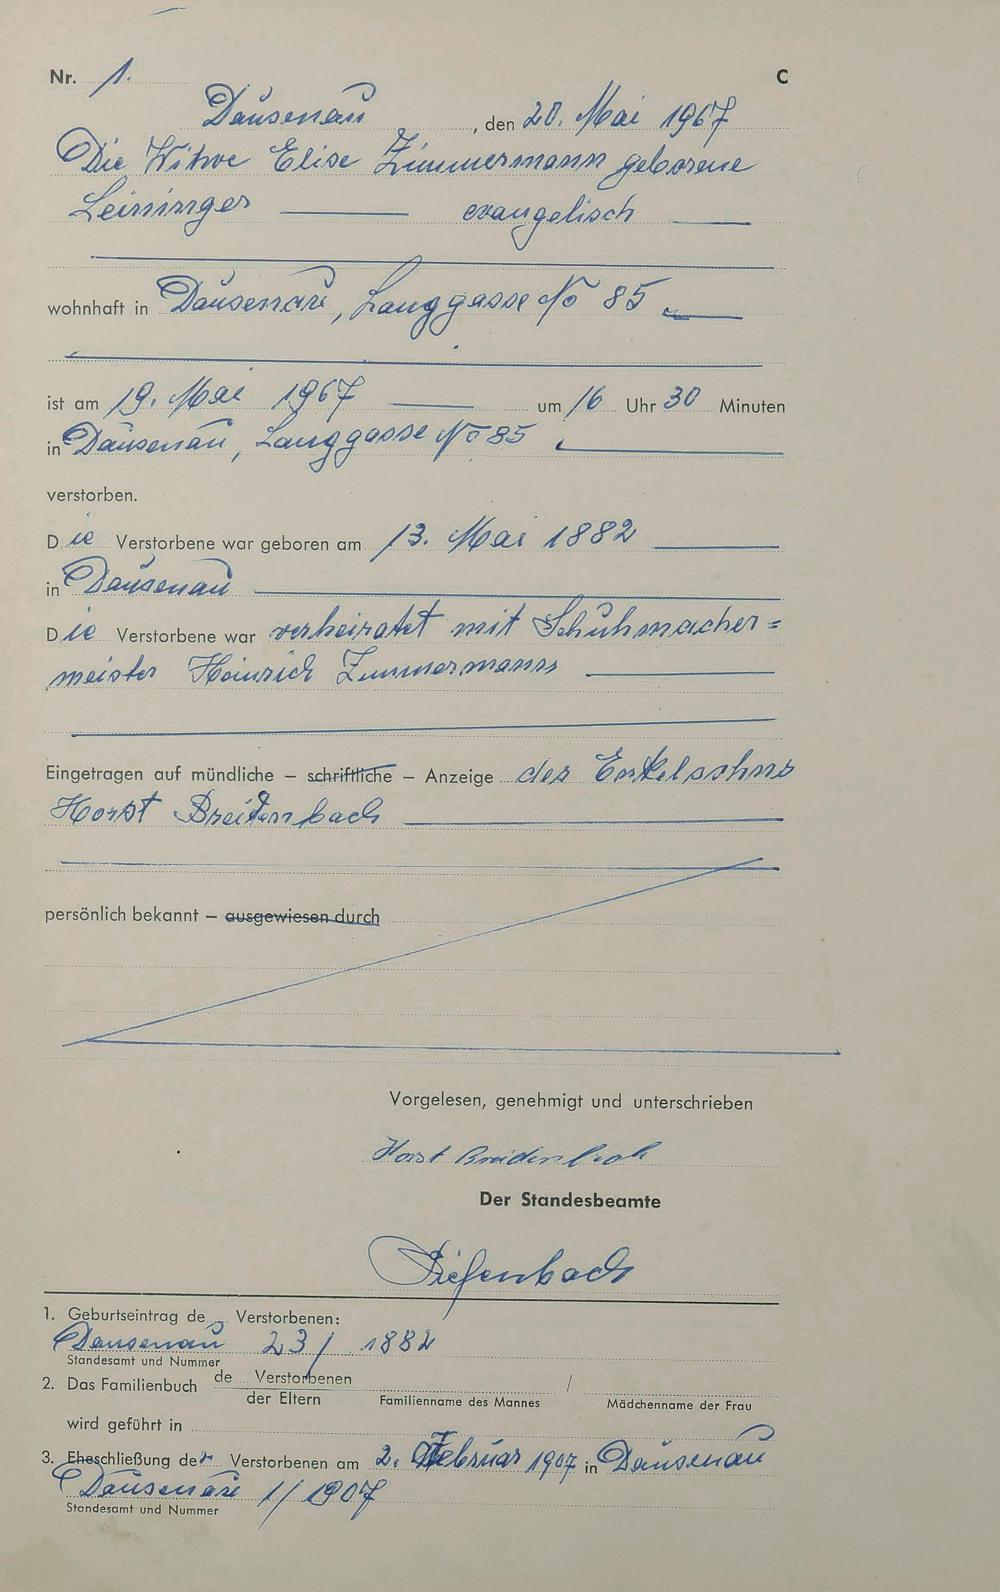 Nr. 1. C
Dausenau, den 20. Mai 1967
Die Witwe Elise Zimmermann geborene
Leininger evangelisch
wohnhaft in Dausenau, Langgasse No 85
ist am 19. Mai 1967 um 16 Uhr 30 Minuten
in Dausenau, Langgasse No 85
verstorben.
Die Verstorbene war geboren am 13. Mai 1882
in Dausenau
Die Verstorbene war verheiratet mit Schuhmacher=
meister Heinrich Zimmermann
Eingetragen auf mündliche – schriftliche – Anzeige des Enkelsohns
Horst Breidenbach
persönlich bekannt – ausgewiesen durch
Vorgelesen, genehmigt und unterschrieben
Horst Breidenbach
Der Standesbeamte
Diefenbach
1. Geburtseintrag der Verstorbenen:
Dausenau 23/ 1882
Standesamt und Nummer
2. Das Familienbuch de Verstorbenen /
der Eltern Familienname des Mannes Mädchenname der Frau
wird geführt in
3. Eheschließung der Verstorbenen am 2. Februar 1907 in Dausenau
Dausenau 1/1907
Standesamt und Nummer